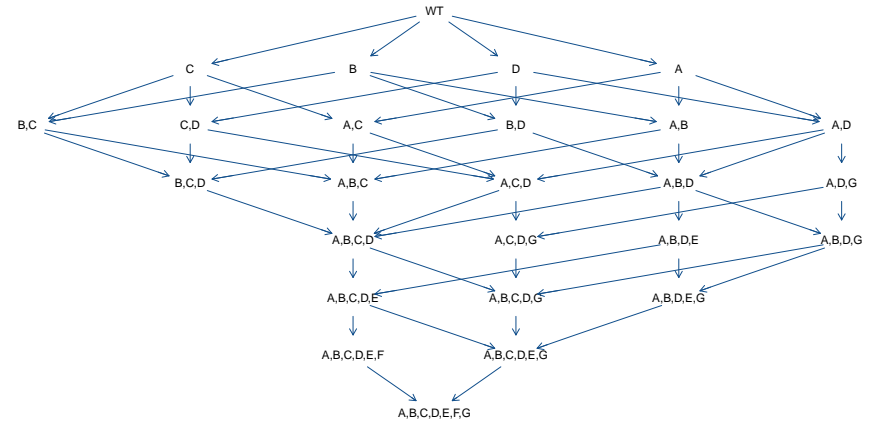 WT
C B D A
B,C C,D A,C B,D A,B A,D
B,C,D A,B,C A,C,D A,B,D A,D,G
A,B,C,D A,C,D,G A,B,D,E A,B,D,G
A,B,C,D,E A,B,C,D,G A,B,D,E,G
A,B,C,D,E,F A,B,C,D,E,G
A,B,C,D,E,F,G